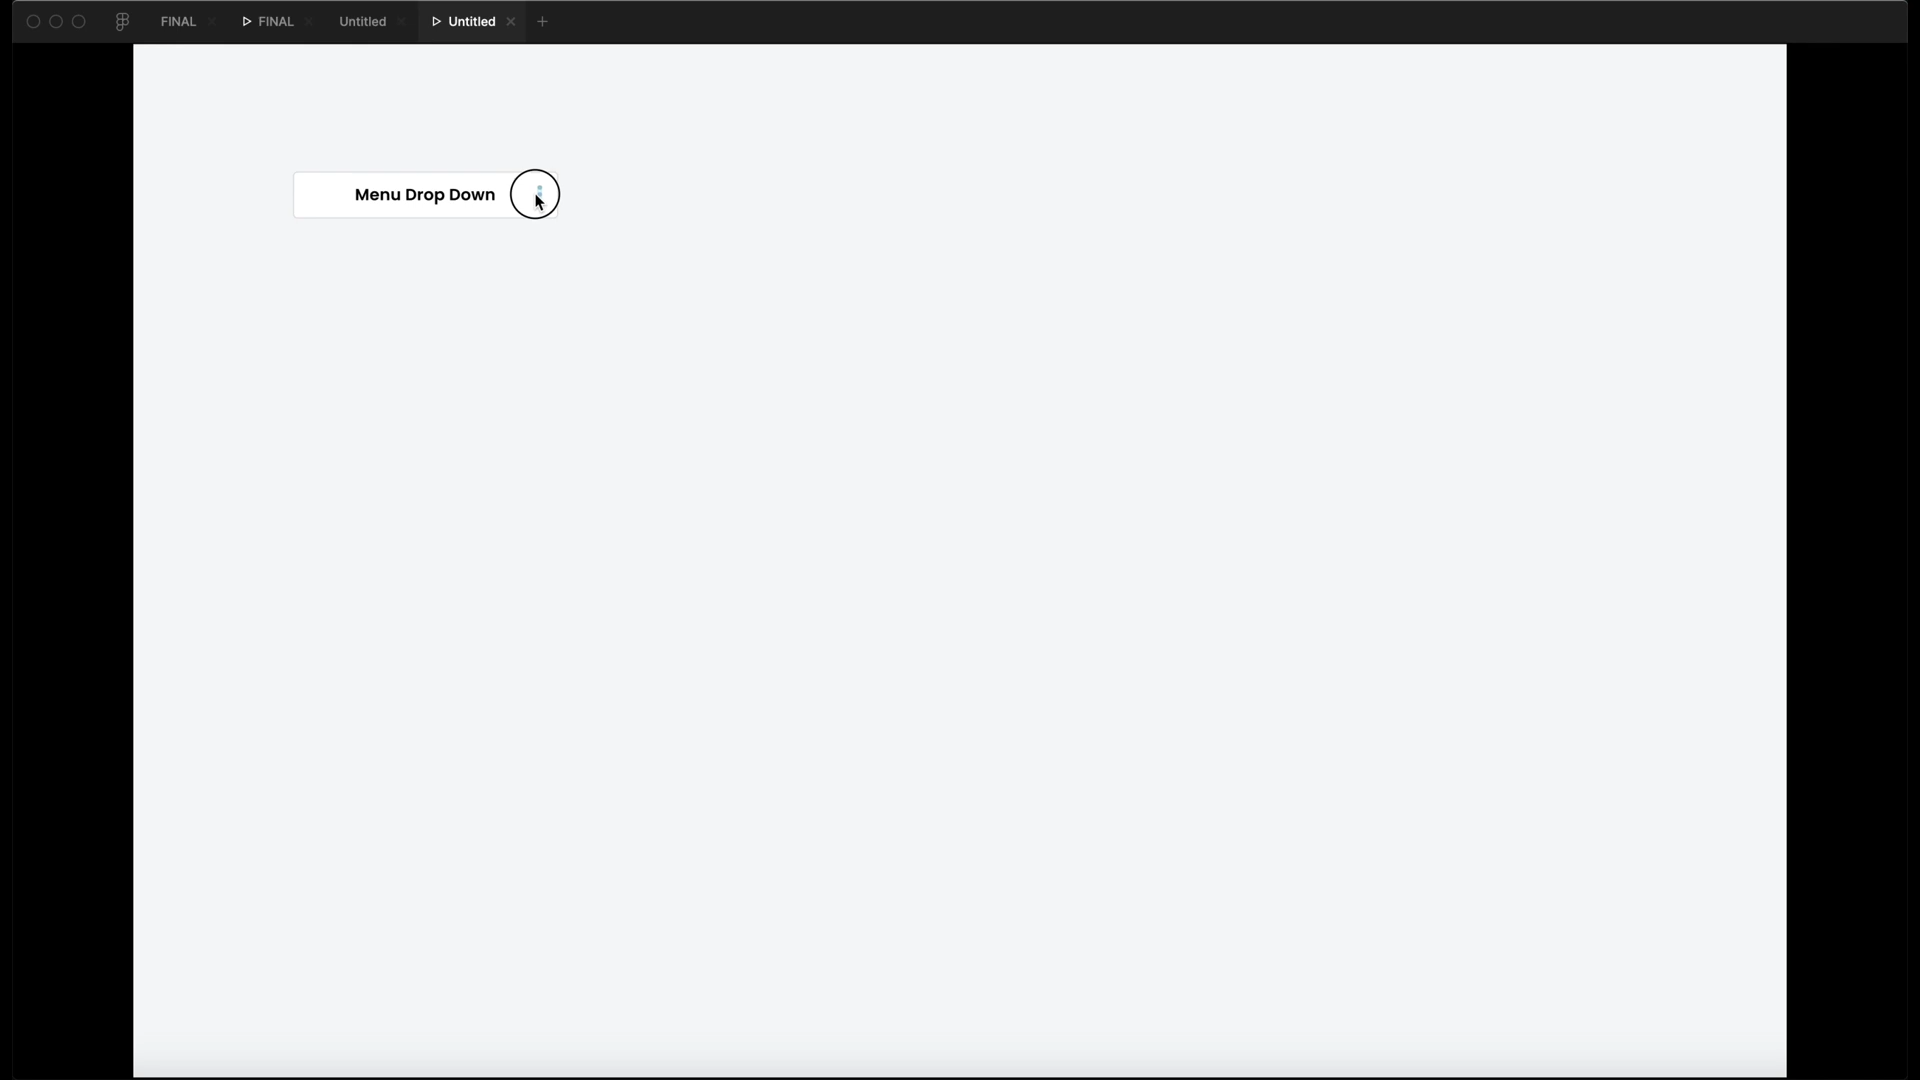 FINAL
FINAL
Untitled
Untitled
Menu Drop Down